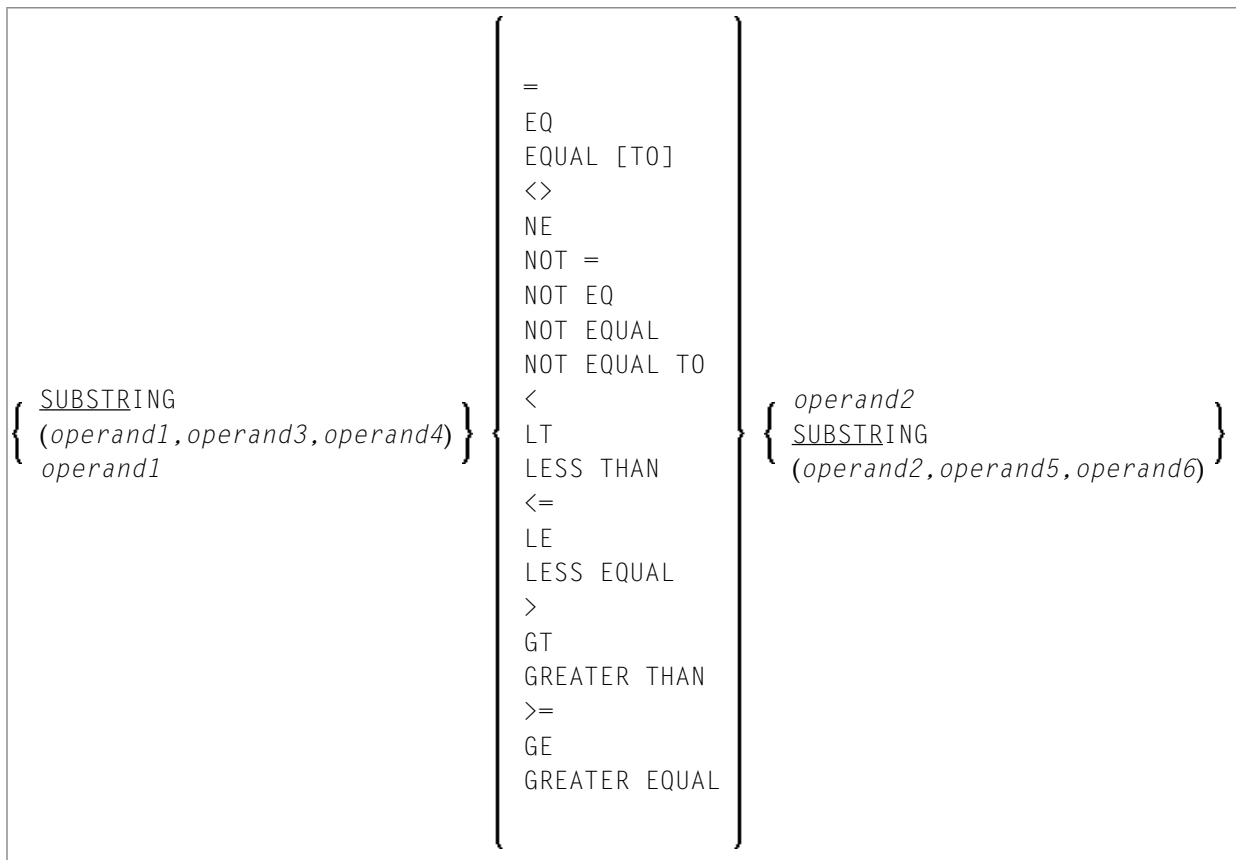 =
EQ
EQUAL [TO]
<>
NE
NOT =
NOT EQ
NOT EQUAL
NOT EQUAL TO
<
LT
LESS THAN
<=
LE
LESS EQUAL
>
GT
GREATER THAN
>=
GE
GREATER EQUAL
SUBSTRING
(operand1,operand3,operand4)
operand1
operand2
SUBSTRING
(operand2,operand5,operand6)